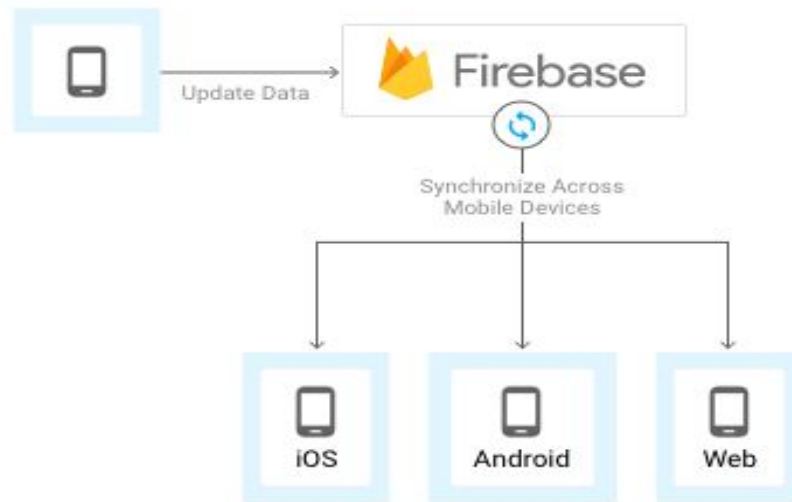 Firebase
Update Data
Synchronize Across
Mobile Devices
iOS
Android
Web